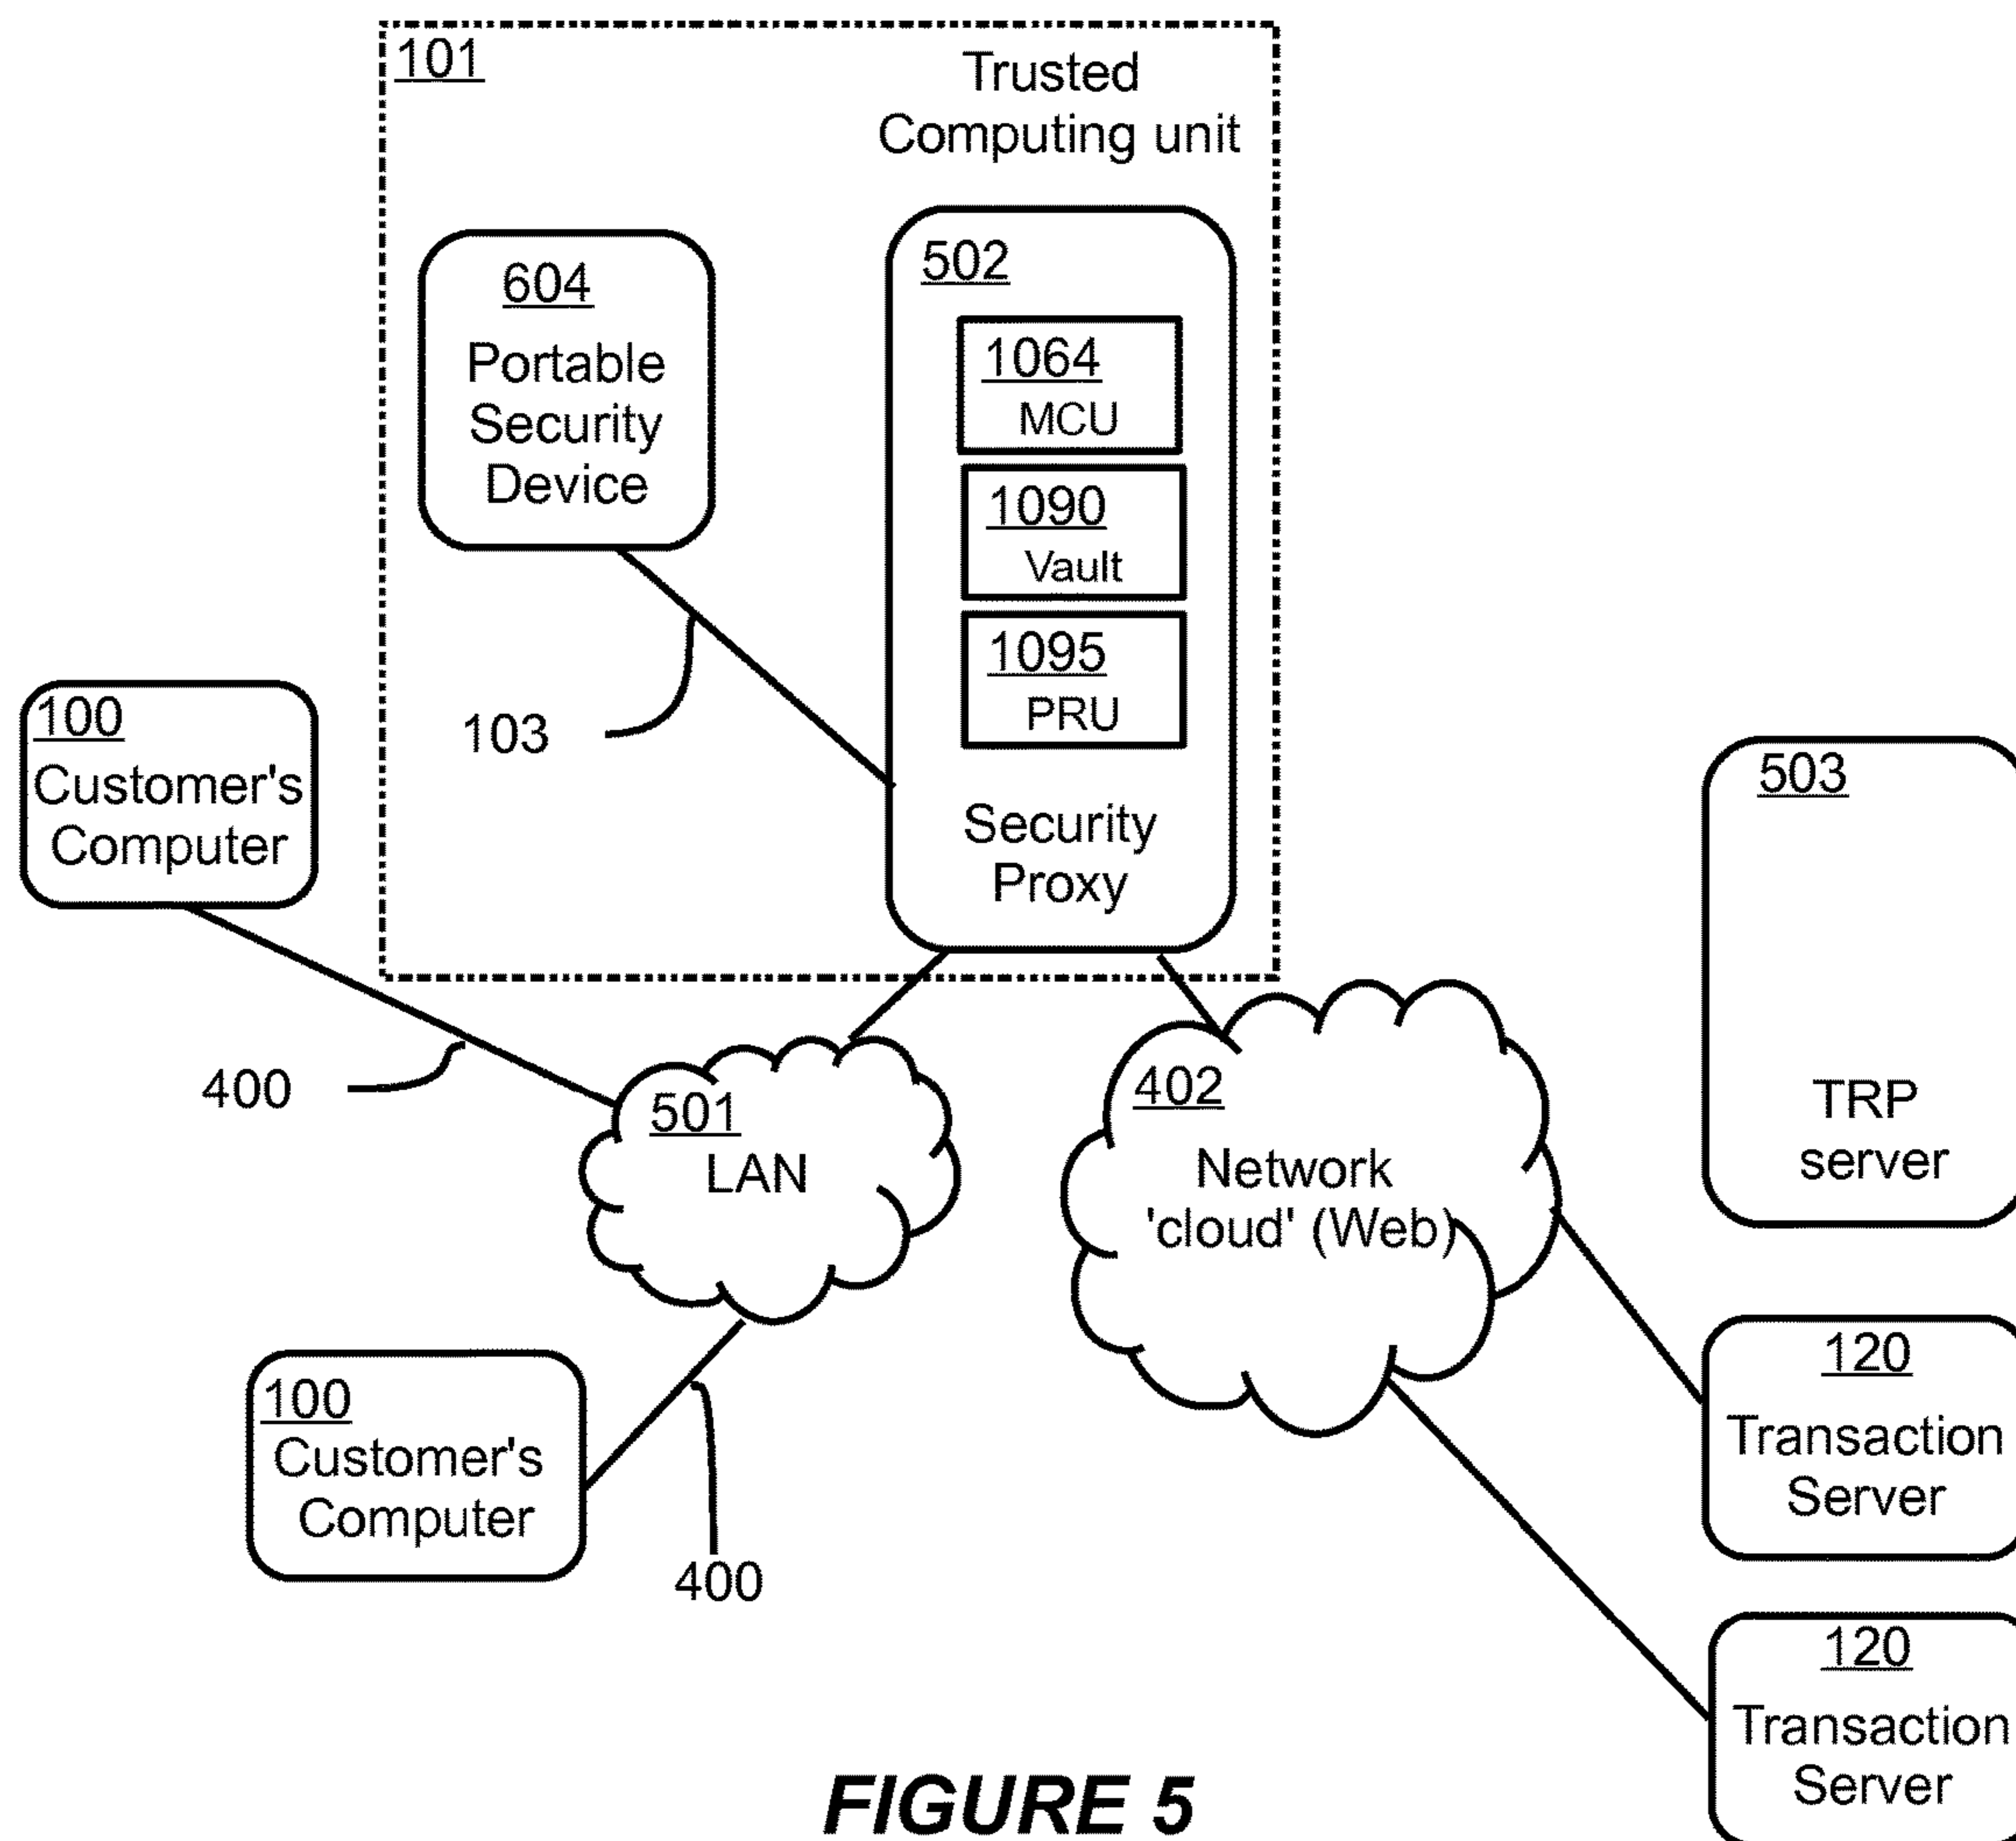 101
Trusted
Computing unit
604
Portable
Security
Device
502
1064
MCU
1090
Vault
1095
PRU
Security
Proxy
103
100
Customer's
Computer
503
TRP
server
400
501
LAN
402
Network
'cloud' (Web)
100
Customer's
Computer
400
120
Transaction
Server
120
Transaction
Server
FIGURE 5